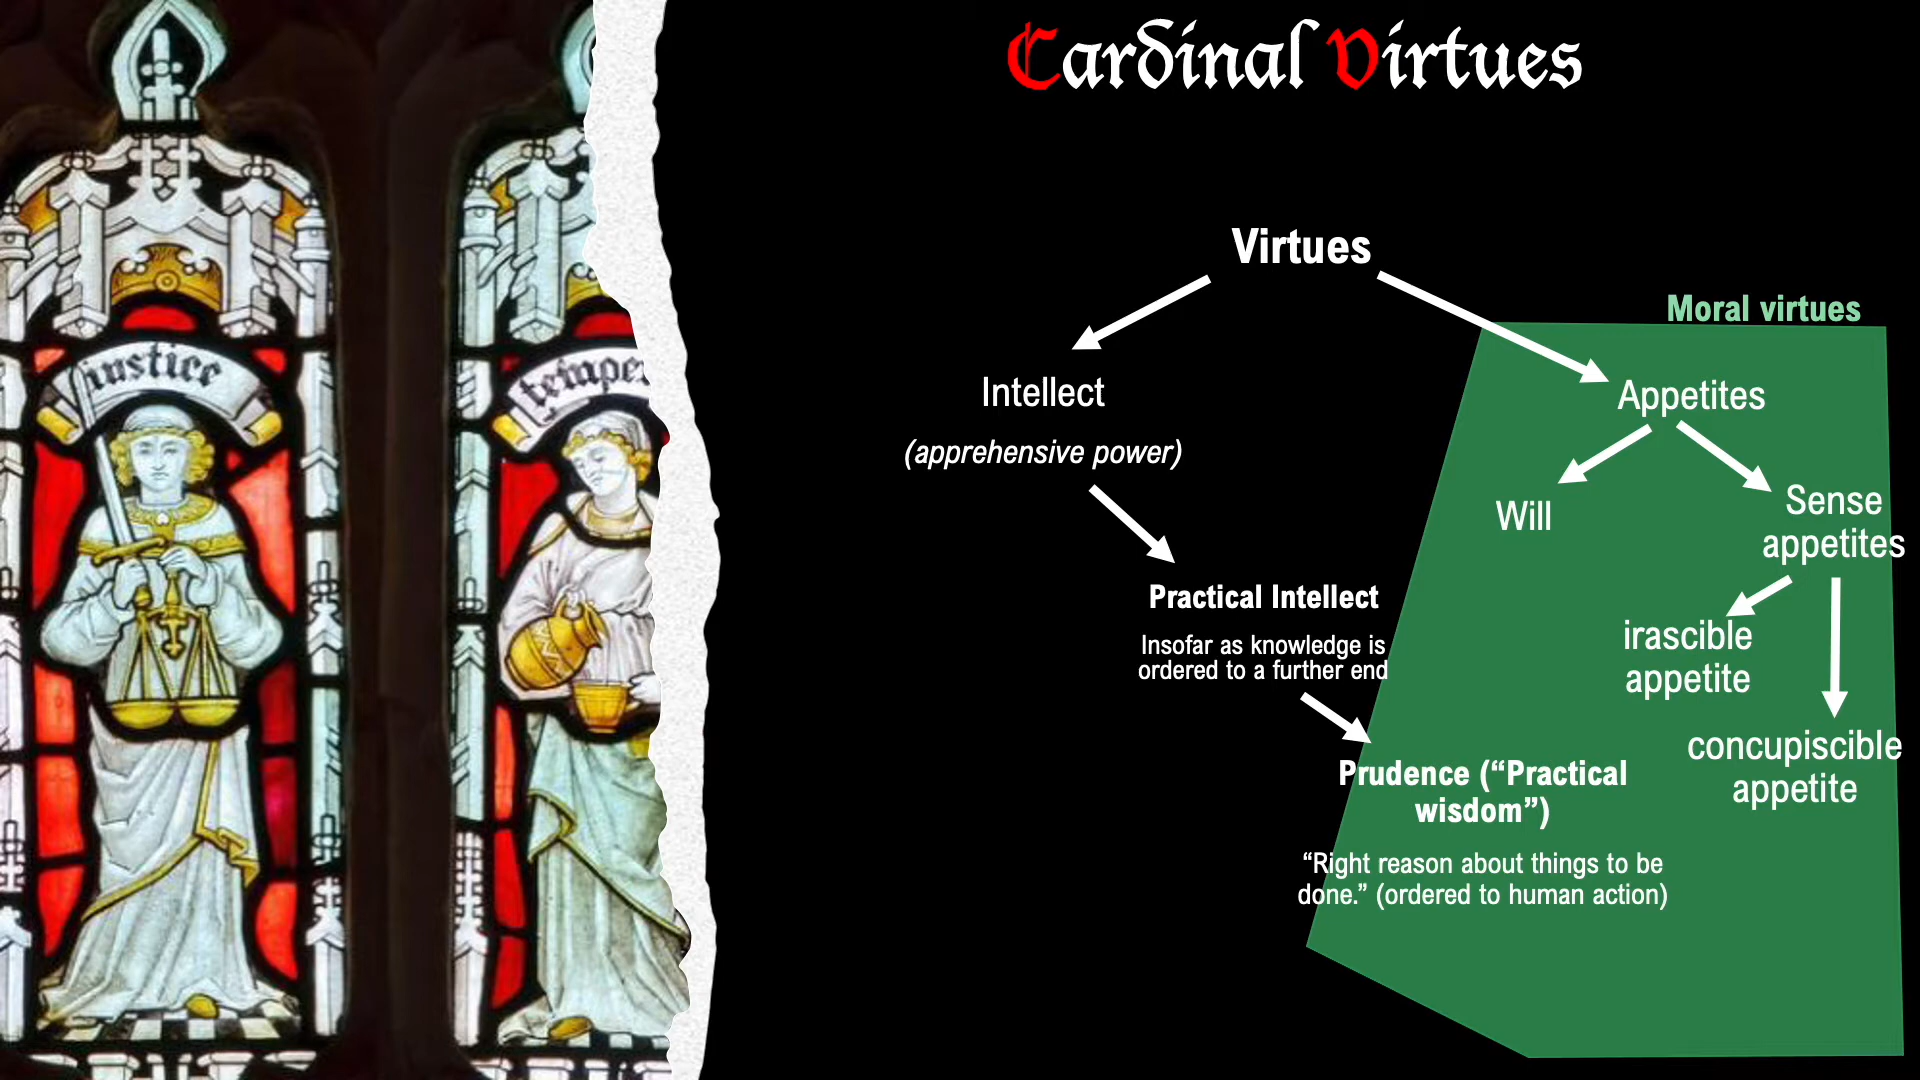 Cardinal Virtues
justice
temper
Virtues
Moral virtues
Intellect
(apprehensive power)
Appetites
Will
Sense
appetites
Practical Intellect
Insofar as knowledge is
ordered to a further end
irascible
appetite
concupiscible
appetite
Prudence (“Practical
wisdom”)
“Right reason about things to be
done.” (ordered to human action)